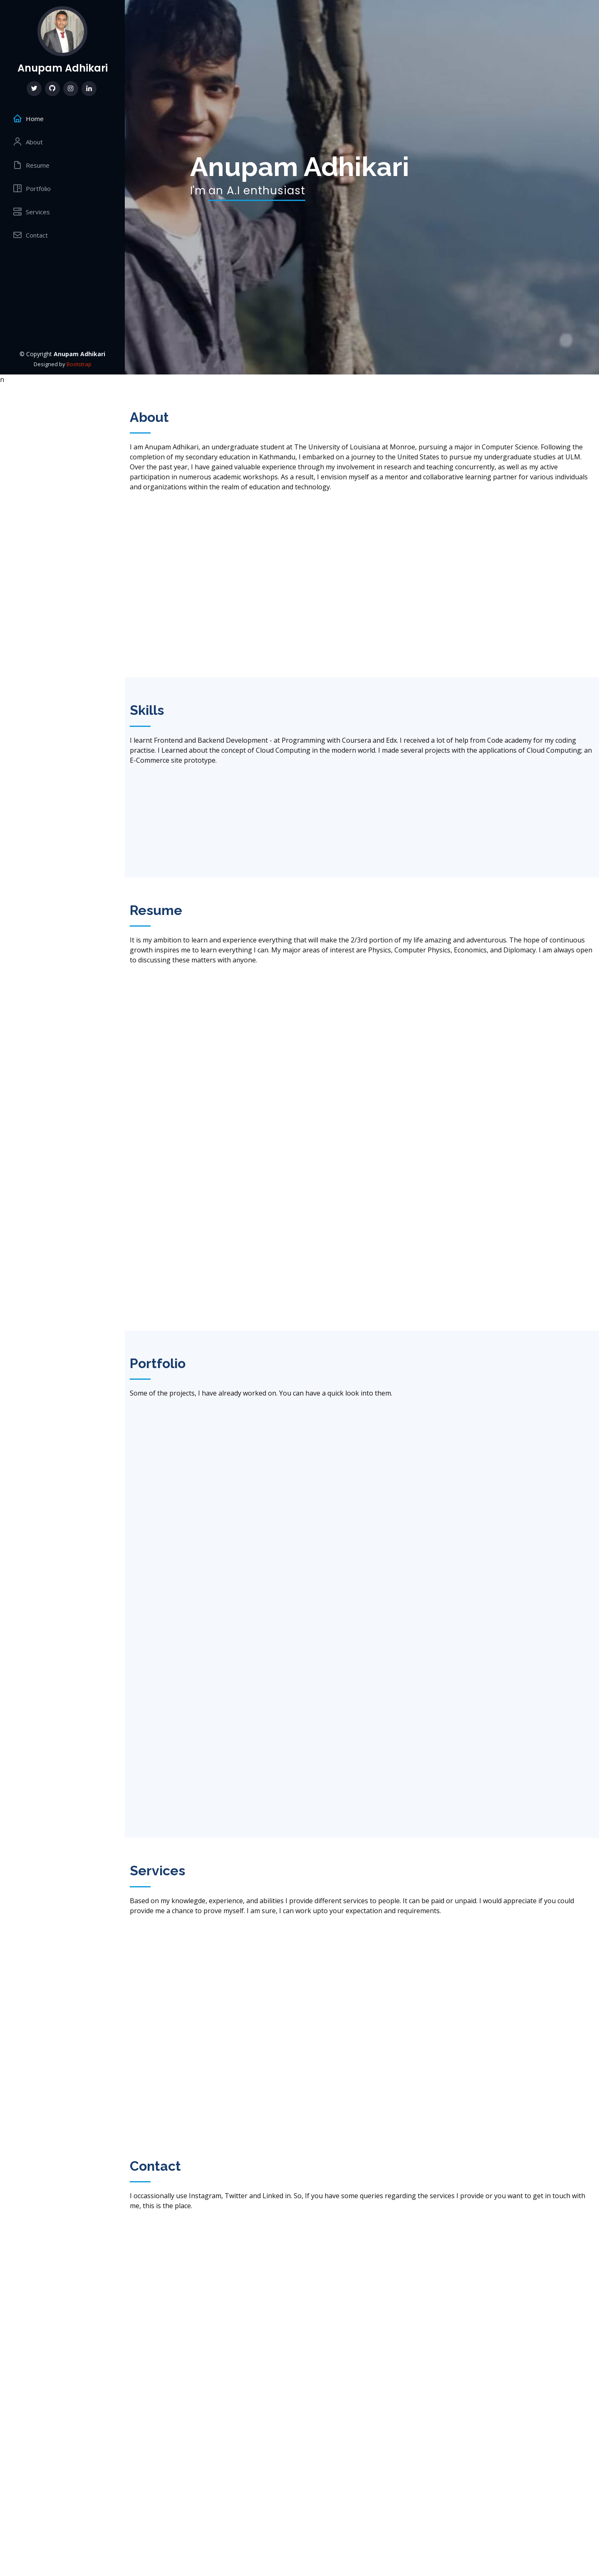 Anupam Adhikari
Home
About
Resume
Portfolio
Services
Contact
© Copyright Anupam Adhikari
Designed by Bootstrap
Anupam Adhikari
I'm an A.I enthusiast
n
About
I am Anupam Adhikari, an undergraduate student at The University of Louisiana at Monroe, pursuing a major in Computer Science. Following the
completion of my secondary education in Kathmandu, I embarked on a journey to the United States to pursue my undergraduate studies at ULM.
Over the past year, I have gained valuable experience through my involvement in research and teaching concurrently, as well as my active
participation in numerous academic workshops. As a result, I envision myself as a mentor and collaborative learning partner for various individuals
and organizations within the realm of education and technology.
Skills
I learnt Frontend and Backend Development - at Programming with Coursera and Edx. I received a lot of help from Code academy for my coding
practise. I Learned about the concept of Cloud Computing in the modern world. I made several projects with the applications of Cloud Computing; an
E-Commerce site prototype.
Resume
It is my ambition to learn and experience everything that will make the 2/3rd portion of my life amazing and adventurous. The hope of continuous
growth inspires me to learn everything I can. My major areas of interest are Physics, Computer Physics, Economics, and Diplomacy. I am always open
to discussing these matters with anyone.
Portfolio
Some of the projects, I have already worked on. You can have a quick look into them.
Services
Based on my knowlegde, experience, and abilities I provide different services to people. It can be paid or unpaid. I would appreciate if you could
provide me a chance to prove myself. I am sure, I can work upto your expectation and requirements.
Contact
I occassionally use Instagram, Twitter and Linked in. So, If you have some queries regarding the services I provide or you want to get in touch with
me, this is the place.